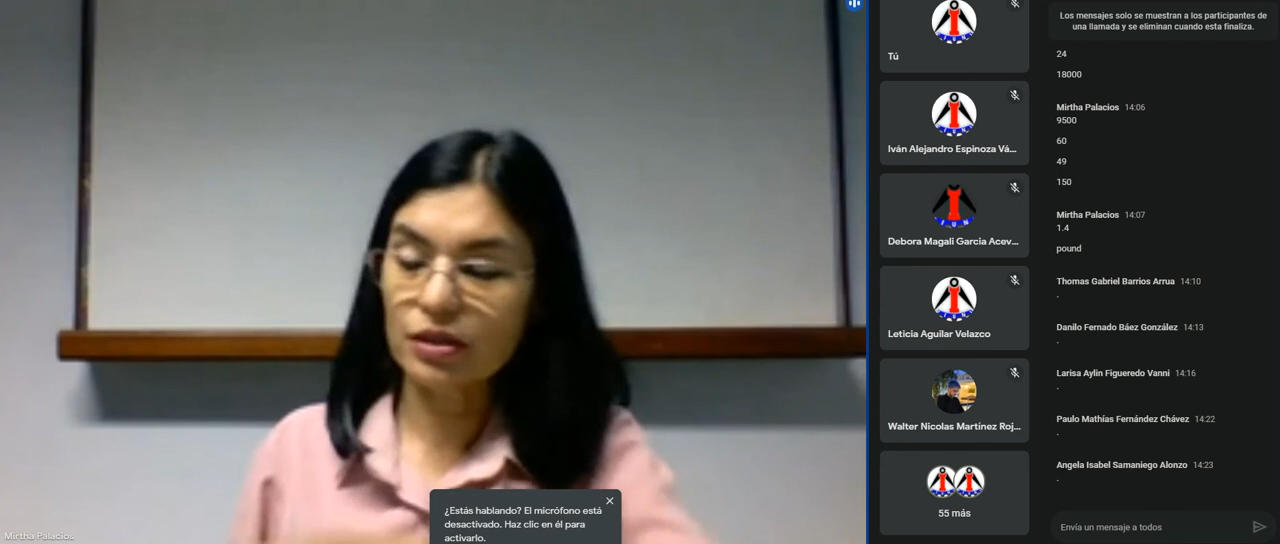 Mirtha Palacios
¿Estás hablando? El micrófono está
desactivado. Haz clic en él para
activarlo.
Tú
Iván Alejandro Espinoza Vá...
Debora Magali Garcia Acev...
Leticia Aguilar Velazco
Walter Nicolas Martínez Roj...
55 más
Los mensajes solo se muestran a los participantes de
una llamada y se eliminan cuando esta finaliza.
24
18000
Mirtha Palacios 14:06
9500
60
49
150
Mirtha Palacios 14:07
1.4
pound
Thomas Gabriel Barrios Arrua 14:10
.
Danilo Fernado Báez González 14:13
.
Larisa Aylin Figueredo Vanni 14:16
.
Paulo Mathías Fernández Chávez 14:22
.
Angela Isabel Samaniego Alonzo 14:23
.
Envía un mensaje a todos